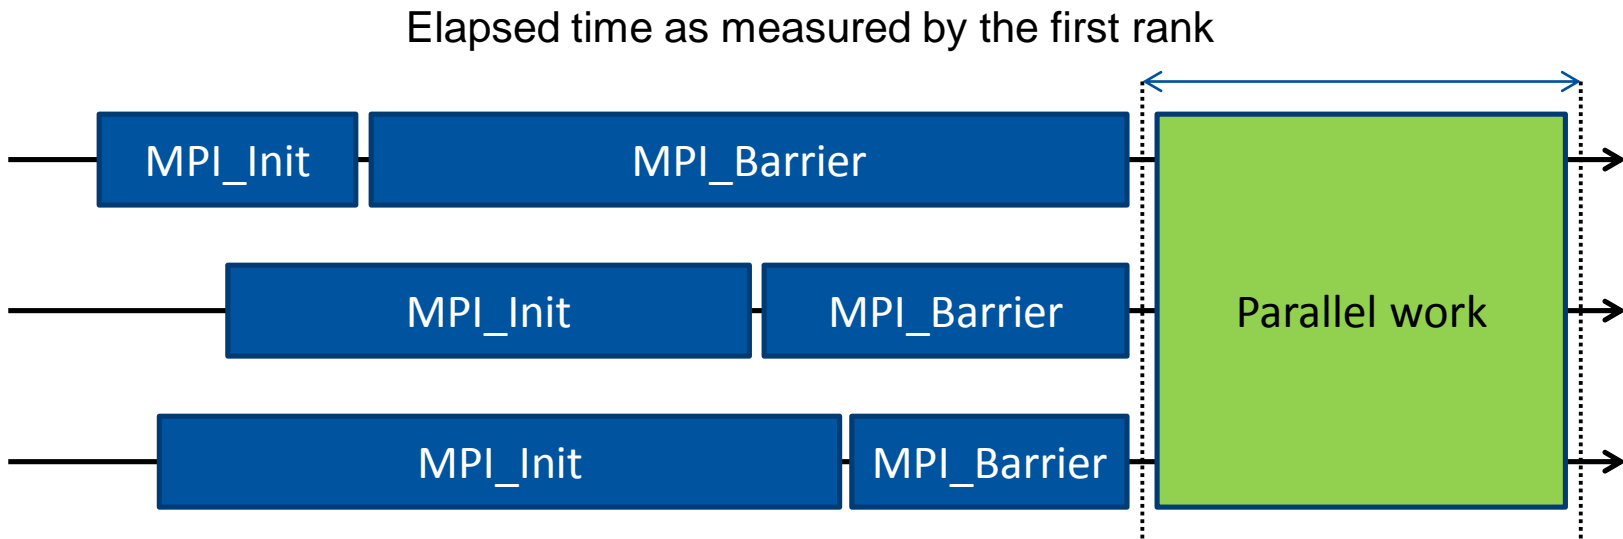 Elapsed time as measured by the first rank
MPI_Init
MPI_Barrier
MPI_Init
MPI_Barrier
Parallel work
MPI_Init
MPI_Barrier